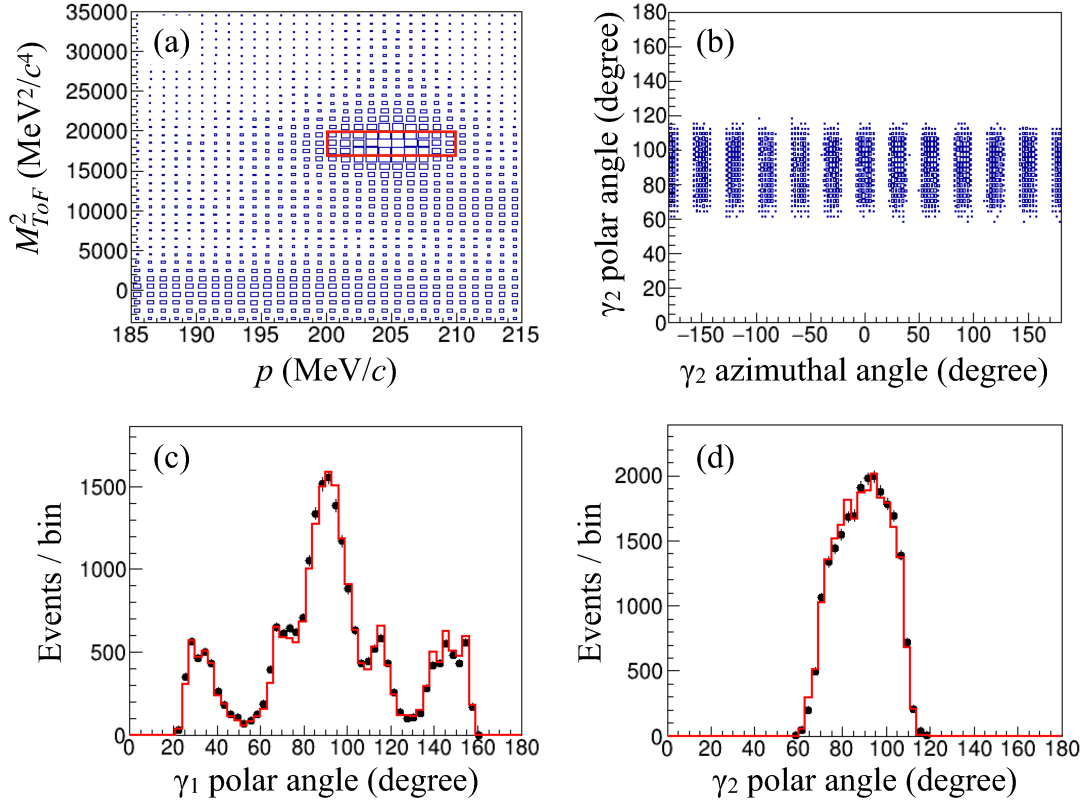 (a)
M²_ToF (MeV²/c⁴)
35000
30000
25000
20000
15000
10000
5000
0
185 190 195 200 205 210 215
p (MeV/c)
(b)
γ₂ polar angle (degree)
180
160
140
120
100
80
60
40
20
0
−150 −100 −50 0 50 100 150
γ₂ azimuthal angle (degree)
(c)
Events / bin
1500
1000
500
0
0 20 40 60 80 100 120 140 160 180
γ₁ polar angle (degree)
(d)
Events / bin
2000
1500
1000
500
0
0 20 40 60 80 100 120 140 160 180
γ₂ polar angle (degree)